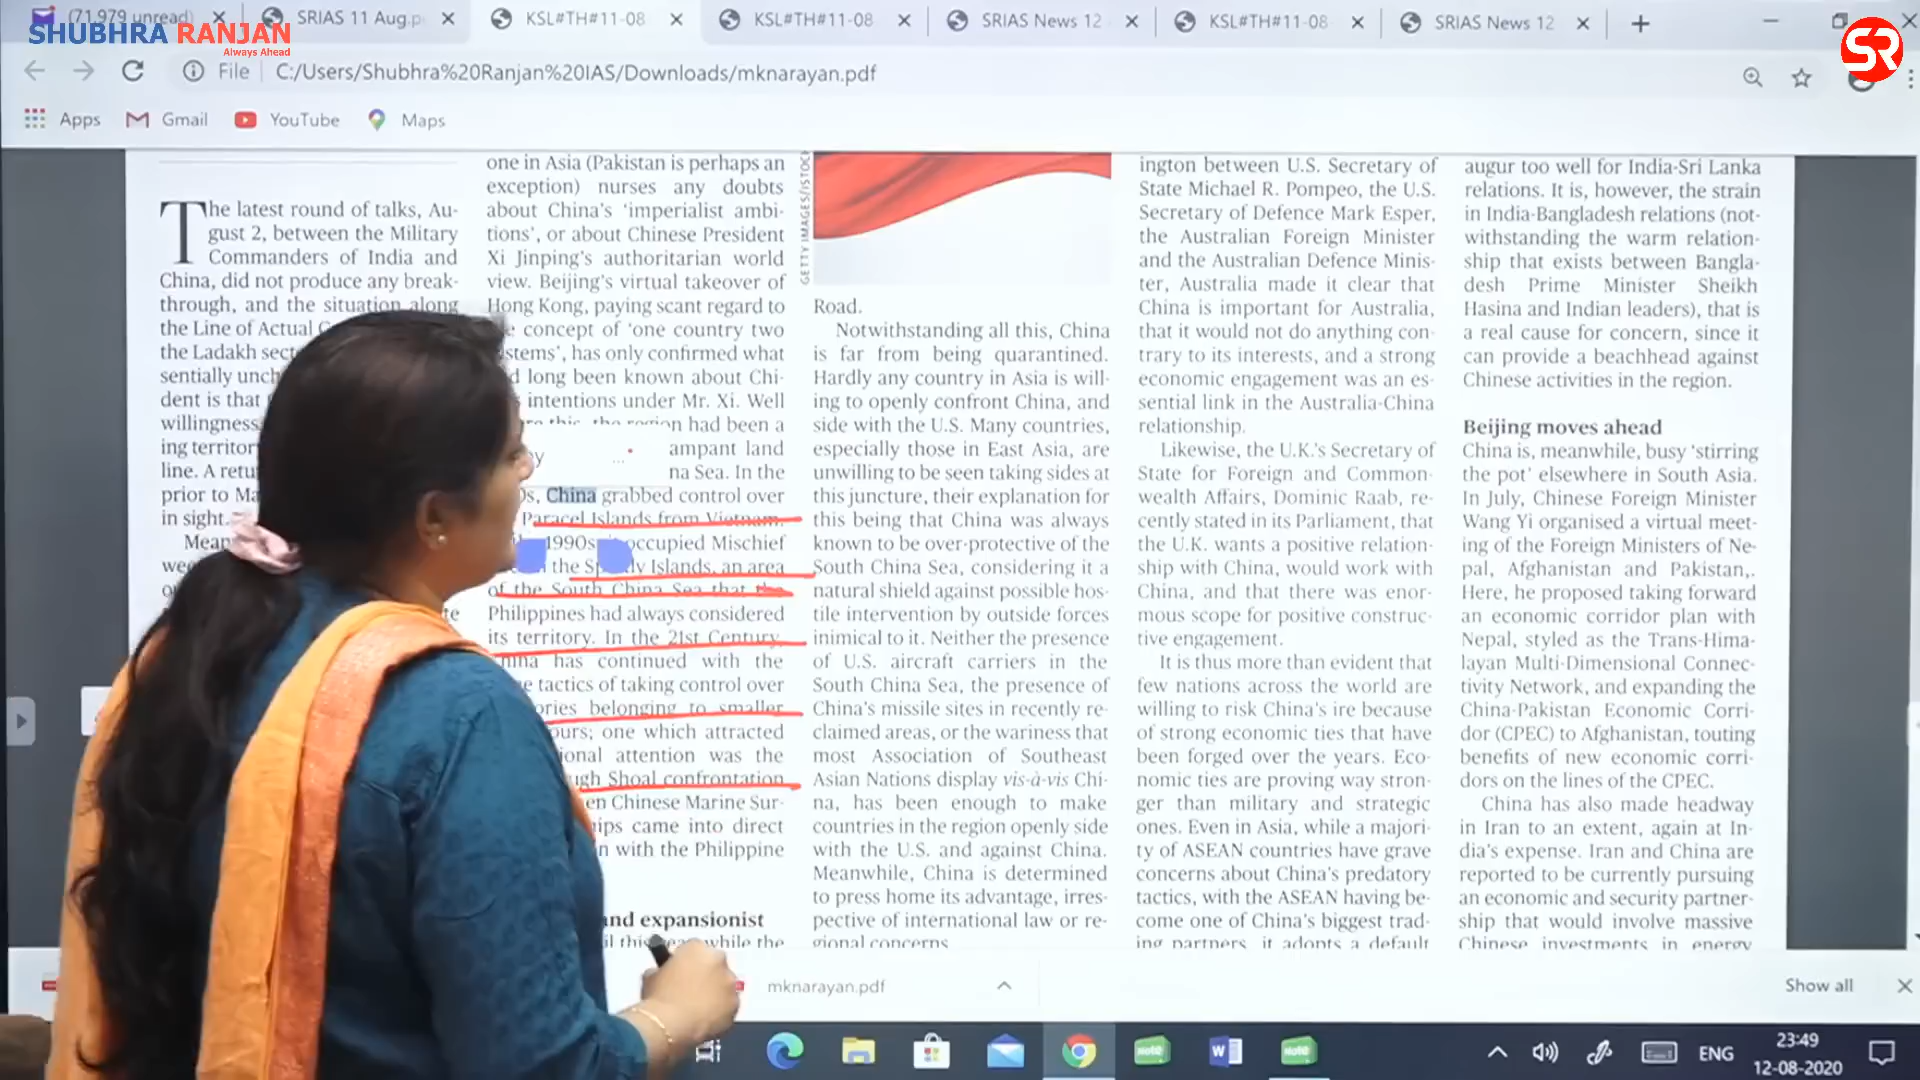 (71,979 unread)
SRIAS 11 Aug.p
KSL#TH#11-08
KSL#TH#11-08
SRIAS News 12
KSL#TH#11-08
SRIAS News 12
SHUBHRA RANJAN
Always Ahead
SR
File
C:/Users/Shubhra%20Ranjan%20IAS/Downloads/mknarayan.pdf
Apps
Gmail
YouTube
Maps
The latest round of talks, Au-
gust 2, between the Military
Commanders of India and
China, did not produce any break-
through, and the situation along
the Line of Actual
the Ladakh
sentially
dent is that
willingness
ing
line. A
prior to
in sight.
one in Asia (Pakistan is perhaps an
exception) nurses any doubts
about China's 'imperialist ambi-
tions', or about Chinese President
Xi Jinping's authoritarian world
view. Beijing's virtual takeover of
Hong Kong, paying scant regard to
concept of 'one country two
has only confirmed what
long been known about Chi-
intentions under Mr. Xi. Well
this, the region had been a
land
Sea. In the
China grabbed control over
Paracel Islands from Vietnam.
1990s occupied Mischief
the Islands, an area
of the South China Sea that the
Philippines had always considered
its territory. In the 21st Century,
has continued with the
tactics of taking control over
belonging to smaller
one which attracted
attention was the
Shoal confrontation
Chinese Marine Sur-
came into direct
with the Philippine
and expansionist
while the
GETTY IMAGES/ISTOCK
Road.
Notwithstanding all this, China
is far from being quarantined.
Hardly any country in Asia is will-
ing to openly confront China, and
side with the U.S. Many countries,
especially those in East Asia, are
unwilling to be seen taking sides at
this juncture, their explanation for
this being that China was always
known to be over-protective of the
South China Sea, considering it a
natural shield against possible hos-
tile intervention by outside forces
inimical to it. Neither the presence
of U.S. aircraft carriers in the
South China Sea, the presence of
China's missile sites in recently re-
claimed areas, or the wariness that
most Association of Southeast
Asian Nations display vis-à-vis Chi-
na, has been enough to make
countries in the region openly side
with the U.S. and against China.
Meanwhile, China is determined
to press home its advantage, irres-
pective of international law or re-
gional concerns
ington between U.S. Secretary of
State Michael R. Pompeo, the U.S.
Secretary of Defence Mark Esper,
the Australian Foreign Minister
and the Australian Defence Minis-
ter, Australia made it clear that
China is important for Australia,
that it would not do anything con-
trary to its interests, and a strong
economic engagement was an es-
sential link in the Australia-China
relationship.
Likewise, the U.K.'s Secretary of
State for Foreign and Common-
wealth Affairs, Dominic Raab, re-
cently stated in its Parliament, that
the U.K. wants a positive relation-
ship with China, would work with
China, and that there was enor-
mous scope for positive construc-
tive engagement.
It is thus more than evident that
few nations across the world are
willing to risk China's ire because
of strong economic ties that have
been forged over the years. Eco-
nomic ties are proving way stron-
ger than military and strategic
ones. Even in Asia, while a majori-
ty of ASEAN countries have grave
concerns about China's predatory
tactics, with the ASEAN having be-
come one of China's biggest trad-
ing partners, it adopts a default
augur too well for India-Sri Lanka
relations. It is, however, the strain
in India-Bangladesh relations (not-
withstanding the warm relation-
ship that exists between Bangla-
desh Prime Minister Sheikh
Hasina and Indian leaders), that is
a real cause for concern, since it
can provide a beachhead against
Chinese activities in the region.
Beijing moves ahead
China is, meanwhile, busy 'stirring
the pot' elsewhere in South Asia.
In July, Chinese Foreign Minister
Wang Yi organised a virtual meet-
ing of the Foreign Ministers of Ne-
pal, Afghanistan and Pakistan,.
Here, he proposed taking forward
an economic corridor plan with
Nepal, styled as the Trans-Hima-
layan Multi-Dimensional Connec-
tivity Network, and expanding the
China-Pakistan Economic Corri-
dor (CPEC) to Afghanistan, touting
benefits of new economic corri-
dors on the lines of the CPEC.
China has also made headway
in Iran to an extent, again at In-
dia's expense. Iran and China are
reported to be currently pursuing
an economic and security partner-
ship that would involve massive
Chinese investments in energy
mknarayan.pdf
Show all
note
W
note
ENG
23:49
12-08-2020